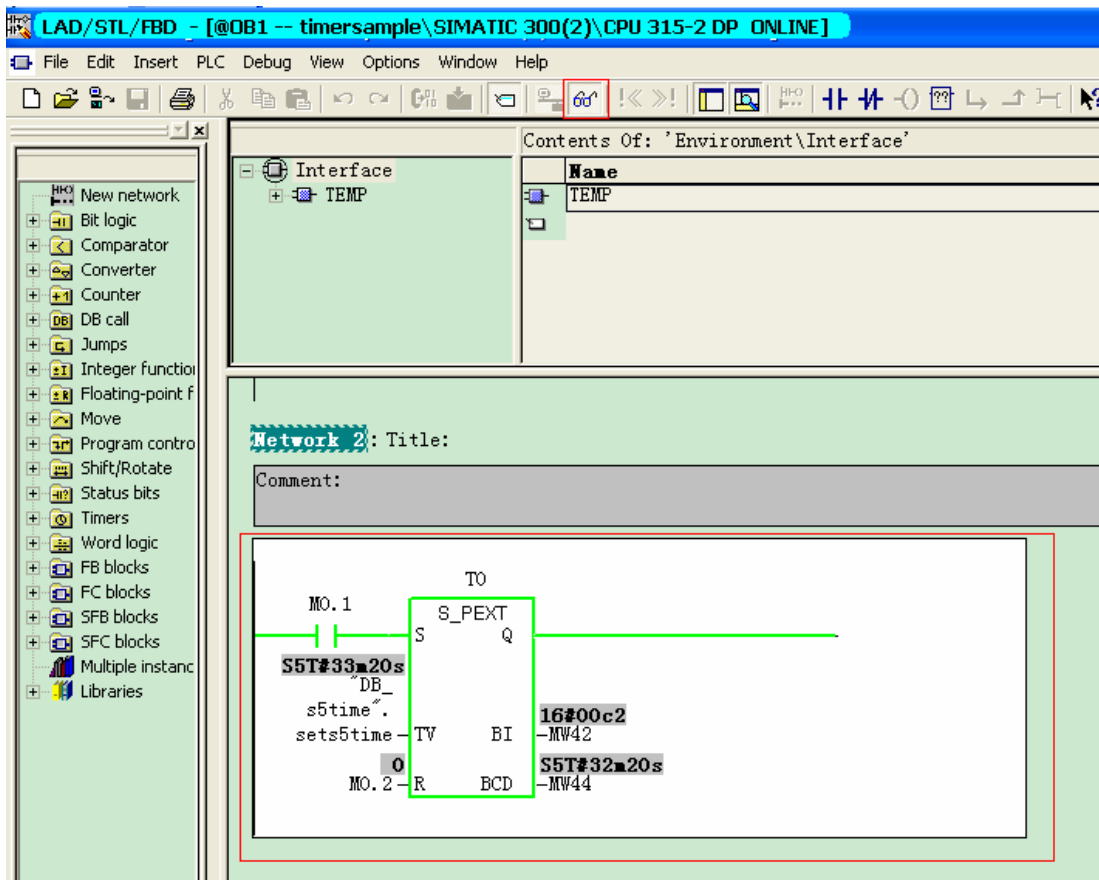 LAD/STL/FBD - [@OB1 -- timersample\SIMATIC 300(2)\CPU 315-2 DP ONLINE]
File Edit Insert PLC Debug View Options Window Help
Contents Of: 'Environment\Interface'
Interface
TEMP
Name
TEMP
New network
Bit logic
Comparator
Converter
Counter
DB call
Jumps
Integer function
Floating-point f
Move
Program contro
Shift/Rotate
Status bits
Timers
Word logic
FB blocks
FC blocks
SFB blocks
SFC blocks
Multiple instanc
Libraries
Network 2: Title:
Comment:
T0
M0.1
S_PEXT
S Q
S5T#33m20s
"DB_
s5time".
sets5time TV BI
16#00c2
MW42
0
M0.2 R BCD
S5T#32m20s
MW44